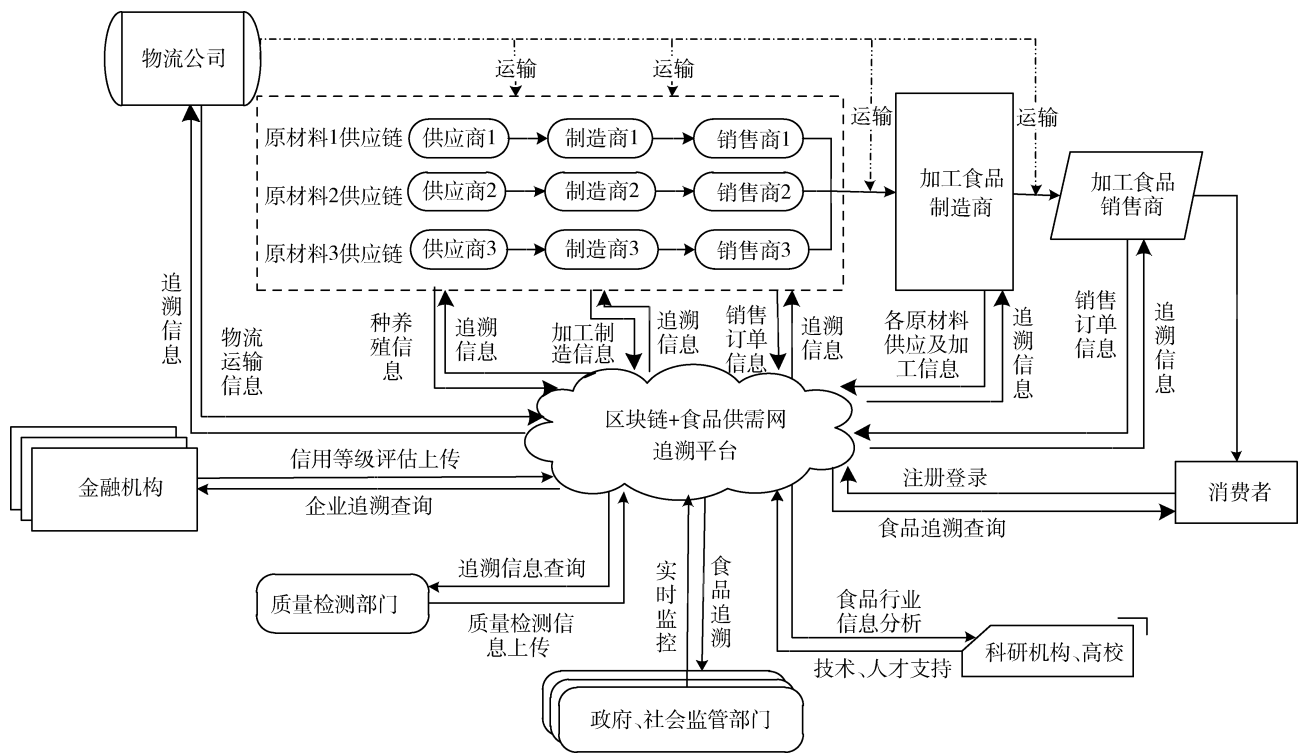 物流公司
运输
运输
原材料1供应链
供应商1
制造商1
销售商1
运输
运输
原材料2供应链
供应商2
制造商2
销售商2
加工食品
制造商
加工食品
销售商
原材料3供应链
供应商3
制造商3
销售商3
追溯信息
物流
运输
信息
种养
殖信
息
追溯
信息
加工制
造信息
追溯
信息
销售
订单
信息
追溯
信息
各原材料
供应及加
工信息
追溯信息
销售
订单
信息
追溯信息
区块链+食品供需网
追溯平台
金融机构
信用等级评估上传
企业追溯查询
注册登录
食品追溯查询
消费者
追溯信息查询
质量检测部门
质量检测信
息上传
实时监控
食品追溯
食品行业
信息分析
技术、人才支持
科研机构、高校
政府、社会监管部门